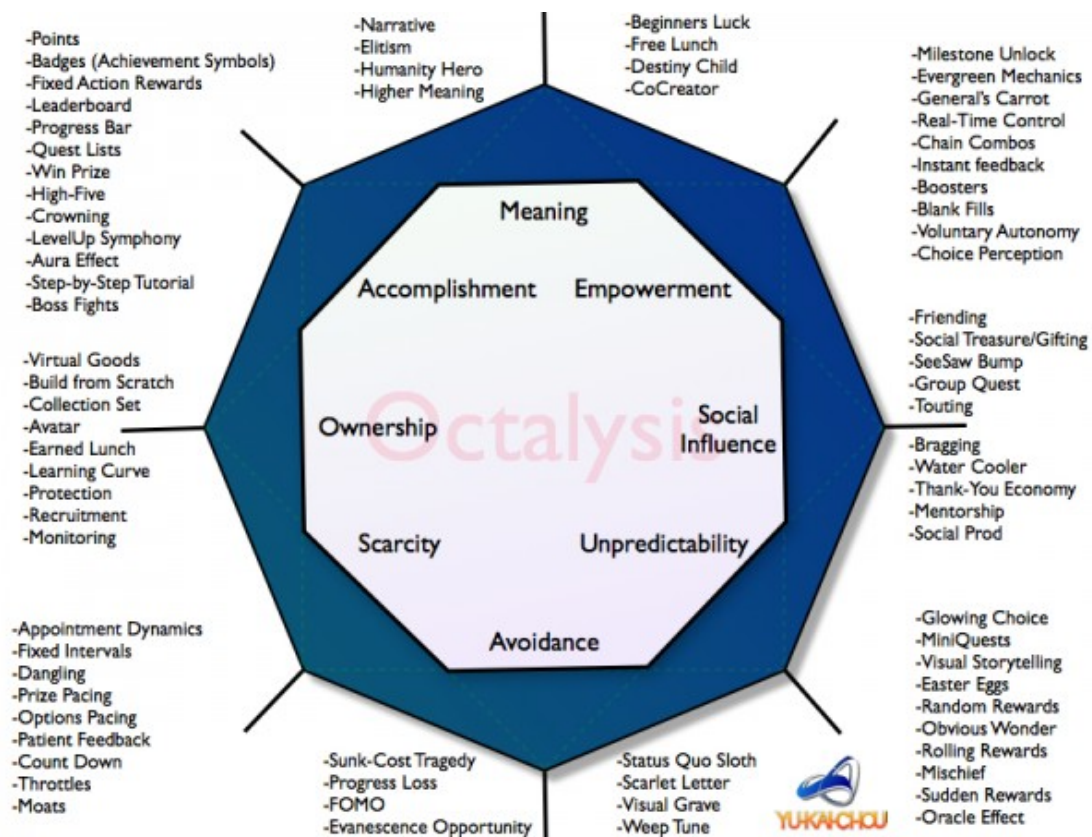 -Points
-Badges (Achievement Symbols)
-Fixed Action Rewards
-Leaderboard
-Progress Bar
-Quest Lists
-Win Prize
-High-Five
-Crowning
-LevelUp Symphony
-Aura Effect
-Step-by-Step Tutorial
-Boss Fights
-Narrative
-Elitism
-Humanity Hero
-Higher Meaning
-Beginners Luck
-Free Lunch
-Destiny Child
-CoCreator
-Milestone Unlock
-Evergreen Mechanics
-General's Carrot
-Real-Time Control
-Chain Combos
-Instant feedback
-Boosters
-Blank Fills
-Voluntary Autonomy
-Choice Perception
Meaning
Accomplishment
Empowerment
Ownership
Octalysis
Social
Influence
Scarcity
Unpredictability
Avoidance
-Virtual Goods
-Build from Scratch
-Collection Set
-Avatar
-Earned Lunch
-Learning Curve
-Protection
-Recruitment
-Monitoring
-Friending
-Social Treasure/Gifting
-SeeSaw Bump
-Group Quest
-Touting
-Bragging
-Water Cooler
-Thank-You Economy
-Mentorship
-Social Prod
-Appointment Dynamics
-Fixed Intervals
-Dangling
-Prize Pacing
-Options Pacing
-Patient Feedback
-Count Down
-Throttles
-Moats
-Sunk-Cost Tragedy
-Progress Loss
-FOMO
-Evanescence Opportunity
-Status Quo Sloth
-Scarlet Letter
-Visual Grave
-Weep Tune
-Glowing Choice
-MiniQuests
-Visual Storytelling
-Easter Eggs
-Random Rewards
-Obvious Wonder
-Rolling Rewards
-Mischief
-Sudden Rewards
-Oracle Effect
YU-KAI-CHOU